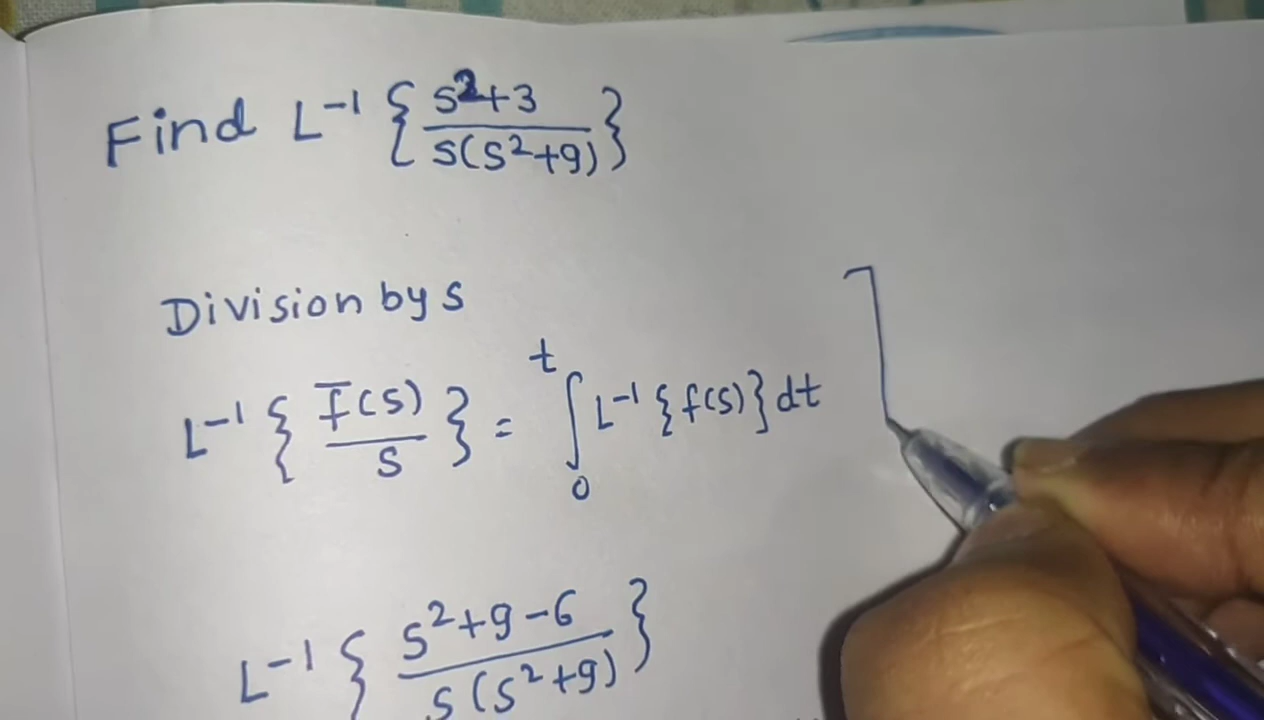 Find L⁻¹ { s²+3 / s(s²+9) }
Division by s
L⁻¹ { f̅(s) / s } = ∫₀ᵗ L⁻¹ {f(s)} dt
L⁻¹ { s²+9-6 / s(s²+9) }